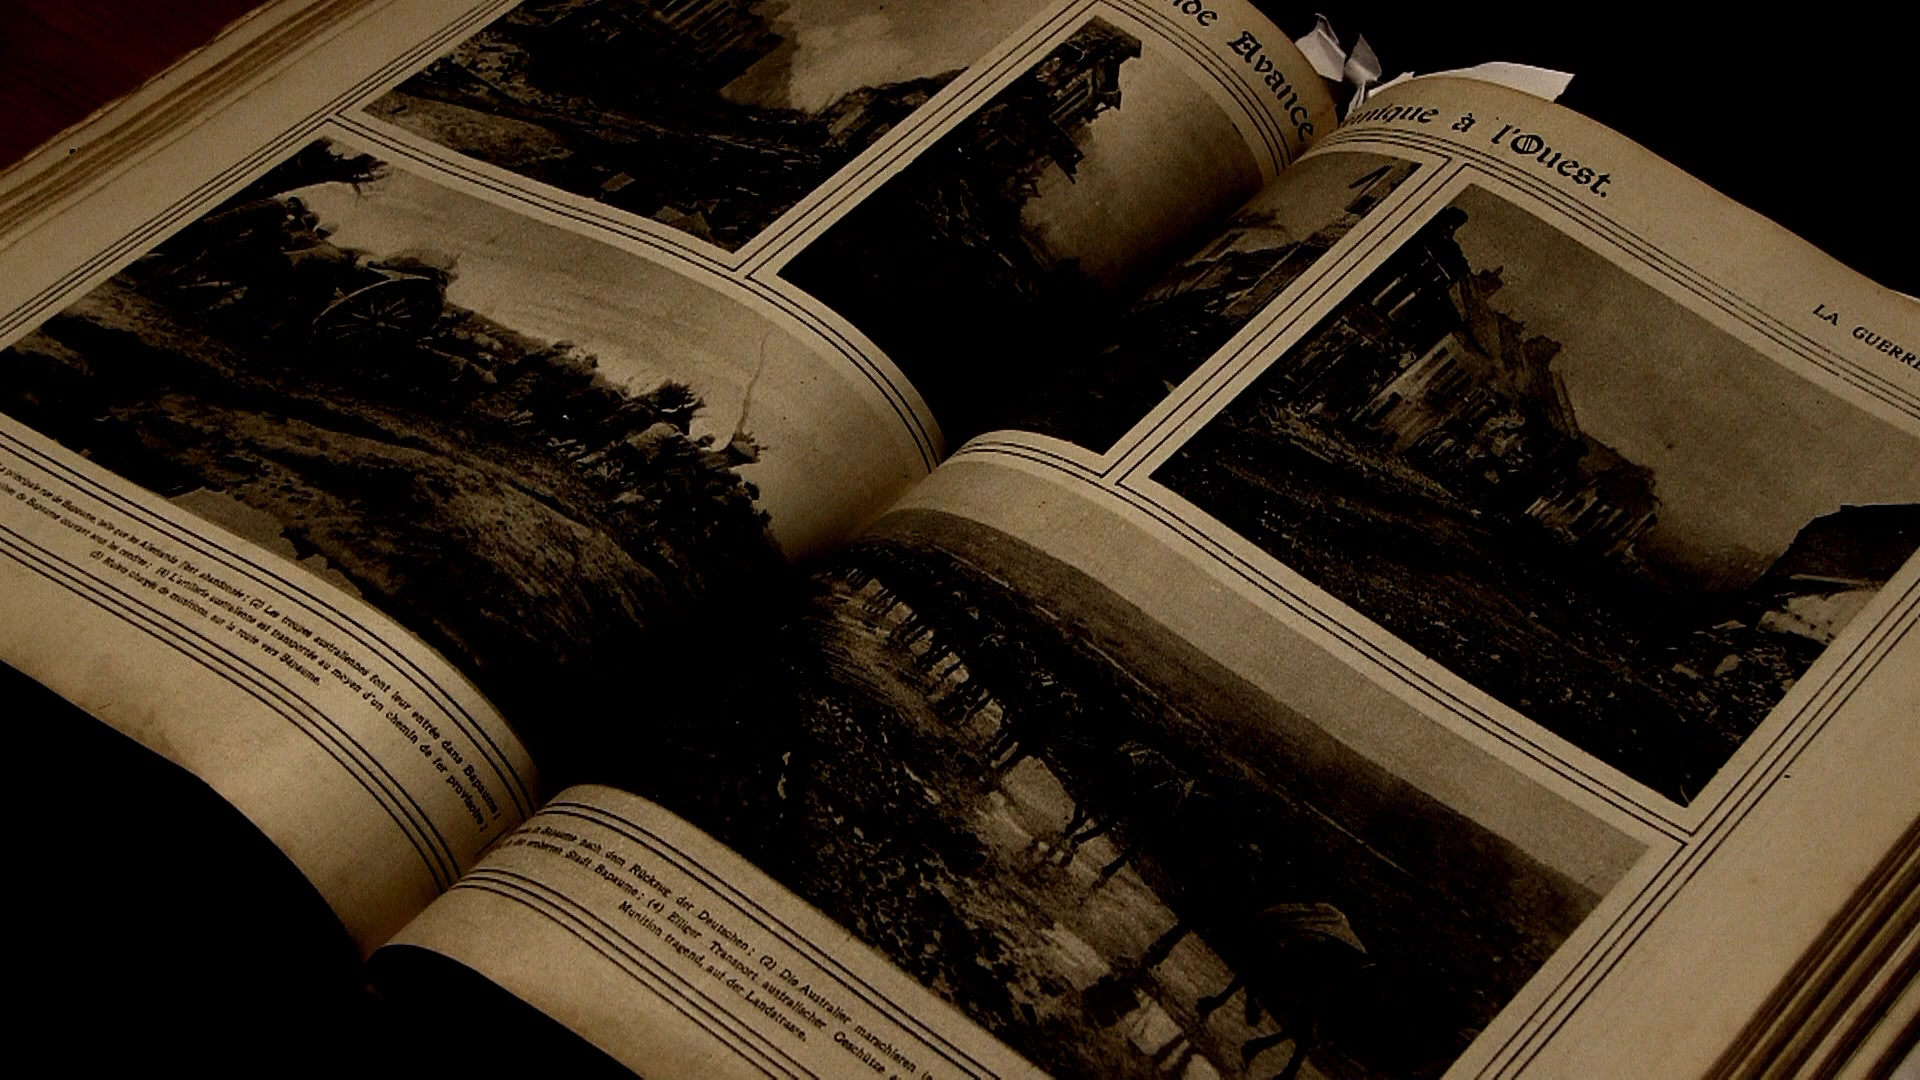 de Avance
nique à l'Ouest.
LA GUERRE
principale rue de Bapaume, telle que les Allemands l'ont abandonnée; (2) Les troupes australiennes font leur entrée dans Bapaume;
de Bapaume couvant sous les cendres; (4) L'artillerie australienne est transportée au moyen d'un chemin de fer provisoire;
(5) Mulets chargés de munitions, sur la route vers Bapaume.
Bapaume nach dem Rückzug der Deutschen; (2) Die Australier marschieren in
eroberten Stadt Bapaume; (4) Eiliger Transport australischer Geschütze
Munition tragend, auf der Landstrasse.